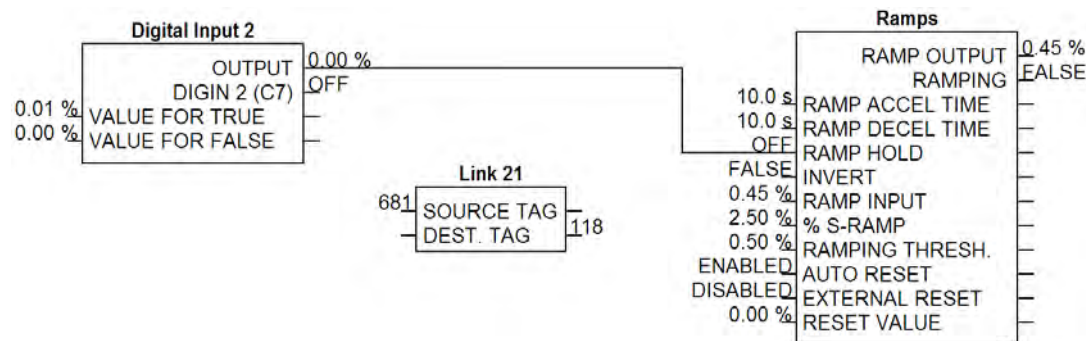 Digital Input 2
OUTPUT 0.00 %
DIGIN 2 (C7) OFF
0.01 % VALUE FOR TRUE
0.00 % VALUE FOR FALSE
Link 21
681 SOURCE TAG
DEST. TAG 118
Ramps
RAMP OUTPUT 0.45 %
RAMPING FALSE
10.0 s RAMP ACCEL TIME
10.0 s RAMP DECEL TIME
OFF RAMP HOLD
FALSE INVERT
0.45 % RAMP INPUT
2.50 % % S-RAMP
0.50 % RAMPING THRESH.
ENABLED AUTO RESET
DISABLED EXTERNAL RESET
0.00 % RESET VALUE